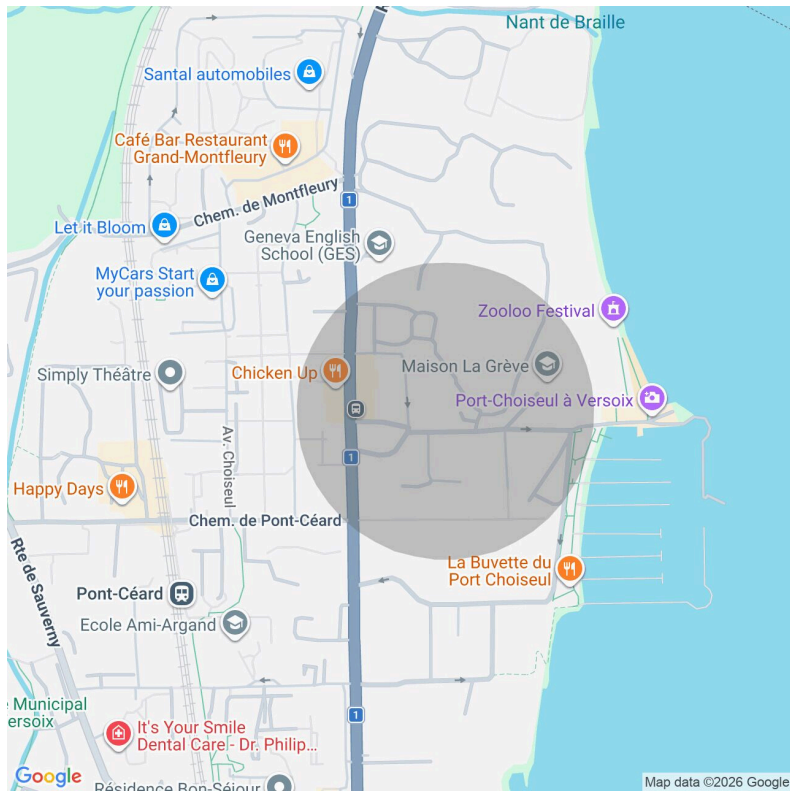 Nant de Braille
Santal automobiles
Café Bar Restaurant
Grand-Montfleury
Chem. de Montfleury
1
Let it Bloom
Geneva English
School (GES)
MyCars Start
your passion
Zooloo Festival
Simply Théâtre
Chicken Up
Maison La Grève
Port-Choiseul à Versoix
Av. Choiseul
1
Happy Days
Chem. de Pont-Céard
Rte de Sauverny
La Buvette du
Port Choiseul
Pont-Céard
Ecole Ami-Argand
Municipal
ersoix
1
It's Your Smile
Dental Care - Dr. Philip...
Résidence Bon-Séjour
Google
Map data ©2026 Google